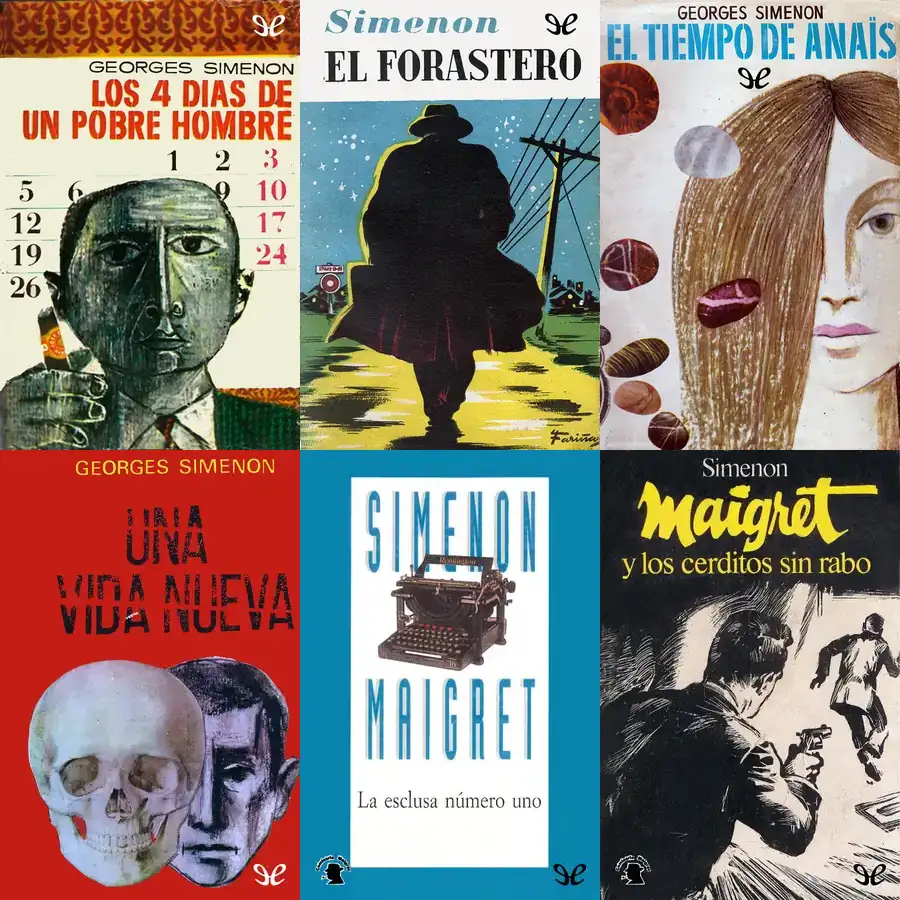 GEORGES SIMENON
LOS 4 DIAS DE
UN POBRE HOMBRE
1 2 3
5 6 9 10
12 17
19 24
26
Simenon
EL FORASTERO
Fariñas
GEORGES SIMENON
EL TIEMPO DE ANAÏS
GEORGES SIMENON
UNA
VIDA NUEVA
SIMENON
Remington
MAIGRET
La esclusa número uno
Simenon
Maigret
y los cerditos sin rabo